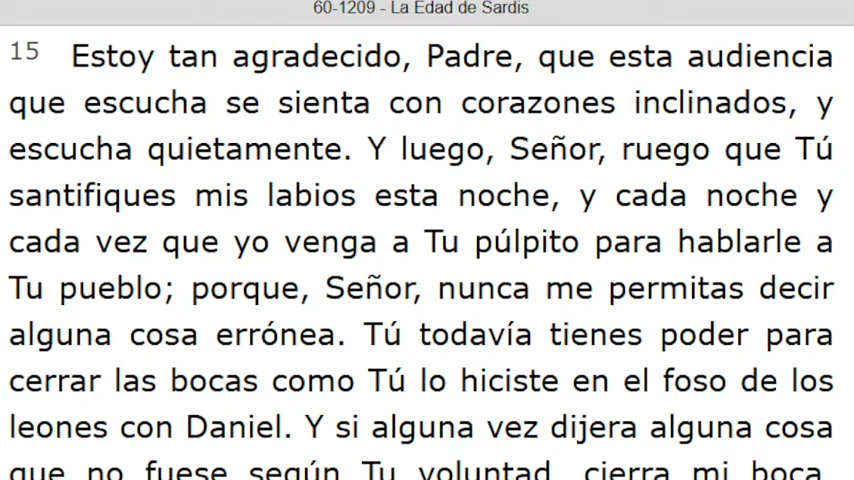 60-1209 - La Edad de Sardis
15 Estoy tan agradecido, Padre, que esta audiencia
que escucha se sienta con corazones inclinados, y
escucha quietamente. Y luego, Señor, ruego que Tú
santifiques mis labios esta noche, y cada noche y
cada vez que yo venga a Tu púlpito para hablarle a
Tu pueblo; porque, Señor, nunca me permitas decir
alguna cosa errónea. Tú todavía tienes poder para
cerrar las bocas como Tú lo hiciste en el foso de los
leones con Daniel. Y si alguna vez dijera alguna cosa
que no fuese según Tu voluntad, cierra mi boca,